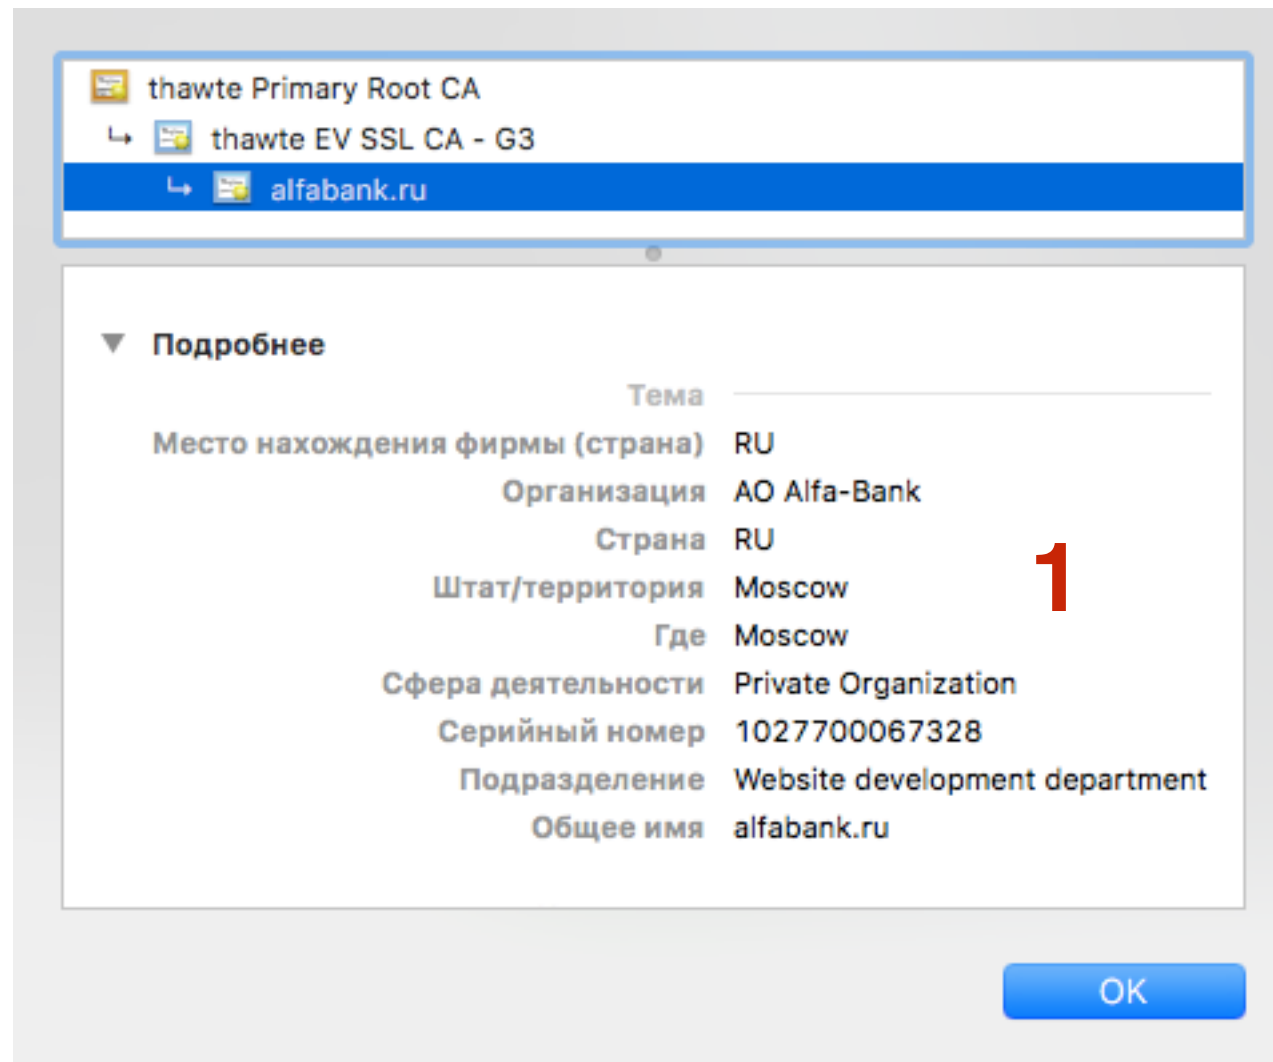 thawte Primary Root CA
thawte EV SSL CA - G3
alfabank.ru
Подробнее
Тема
Место нахождения фирмы (страна) RU
Организация AO Alfa-Bank
Страна RU
Штат/территория Moscow
Где Moscow
Сфера деятельности Private Organization
Серийный номер 1027700067328
Подразделение Website development department
Общее имя alfabank.ru
1
OK